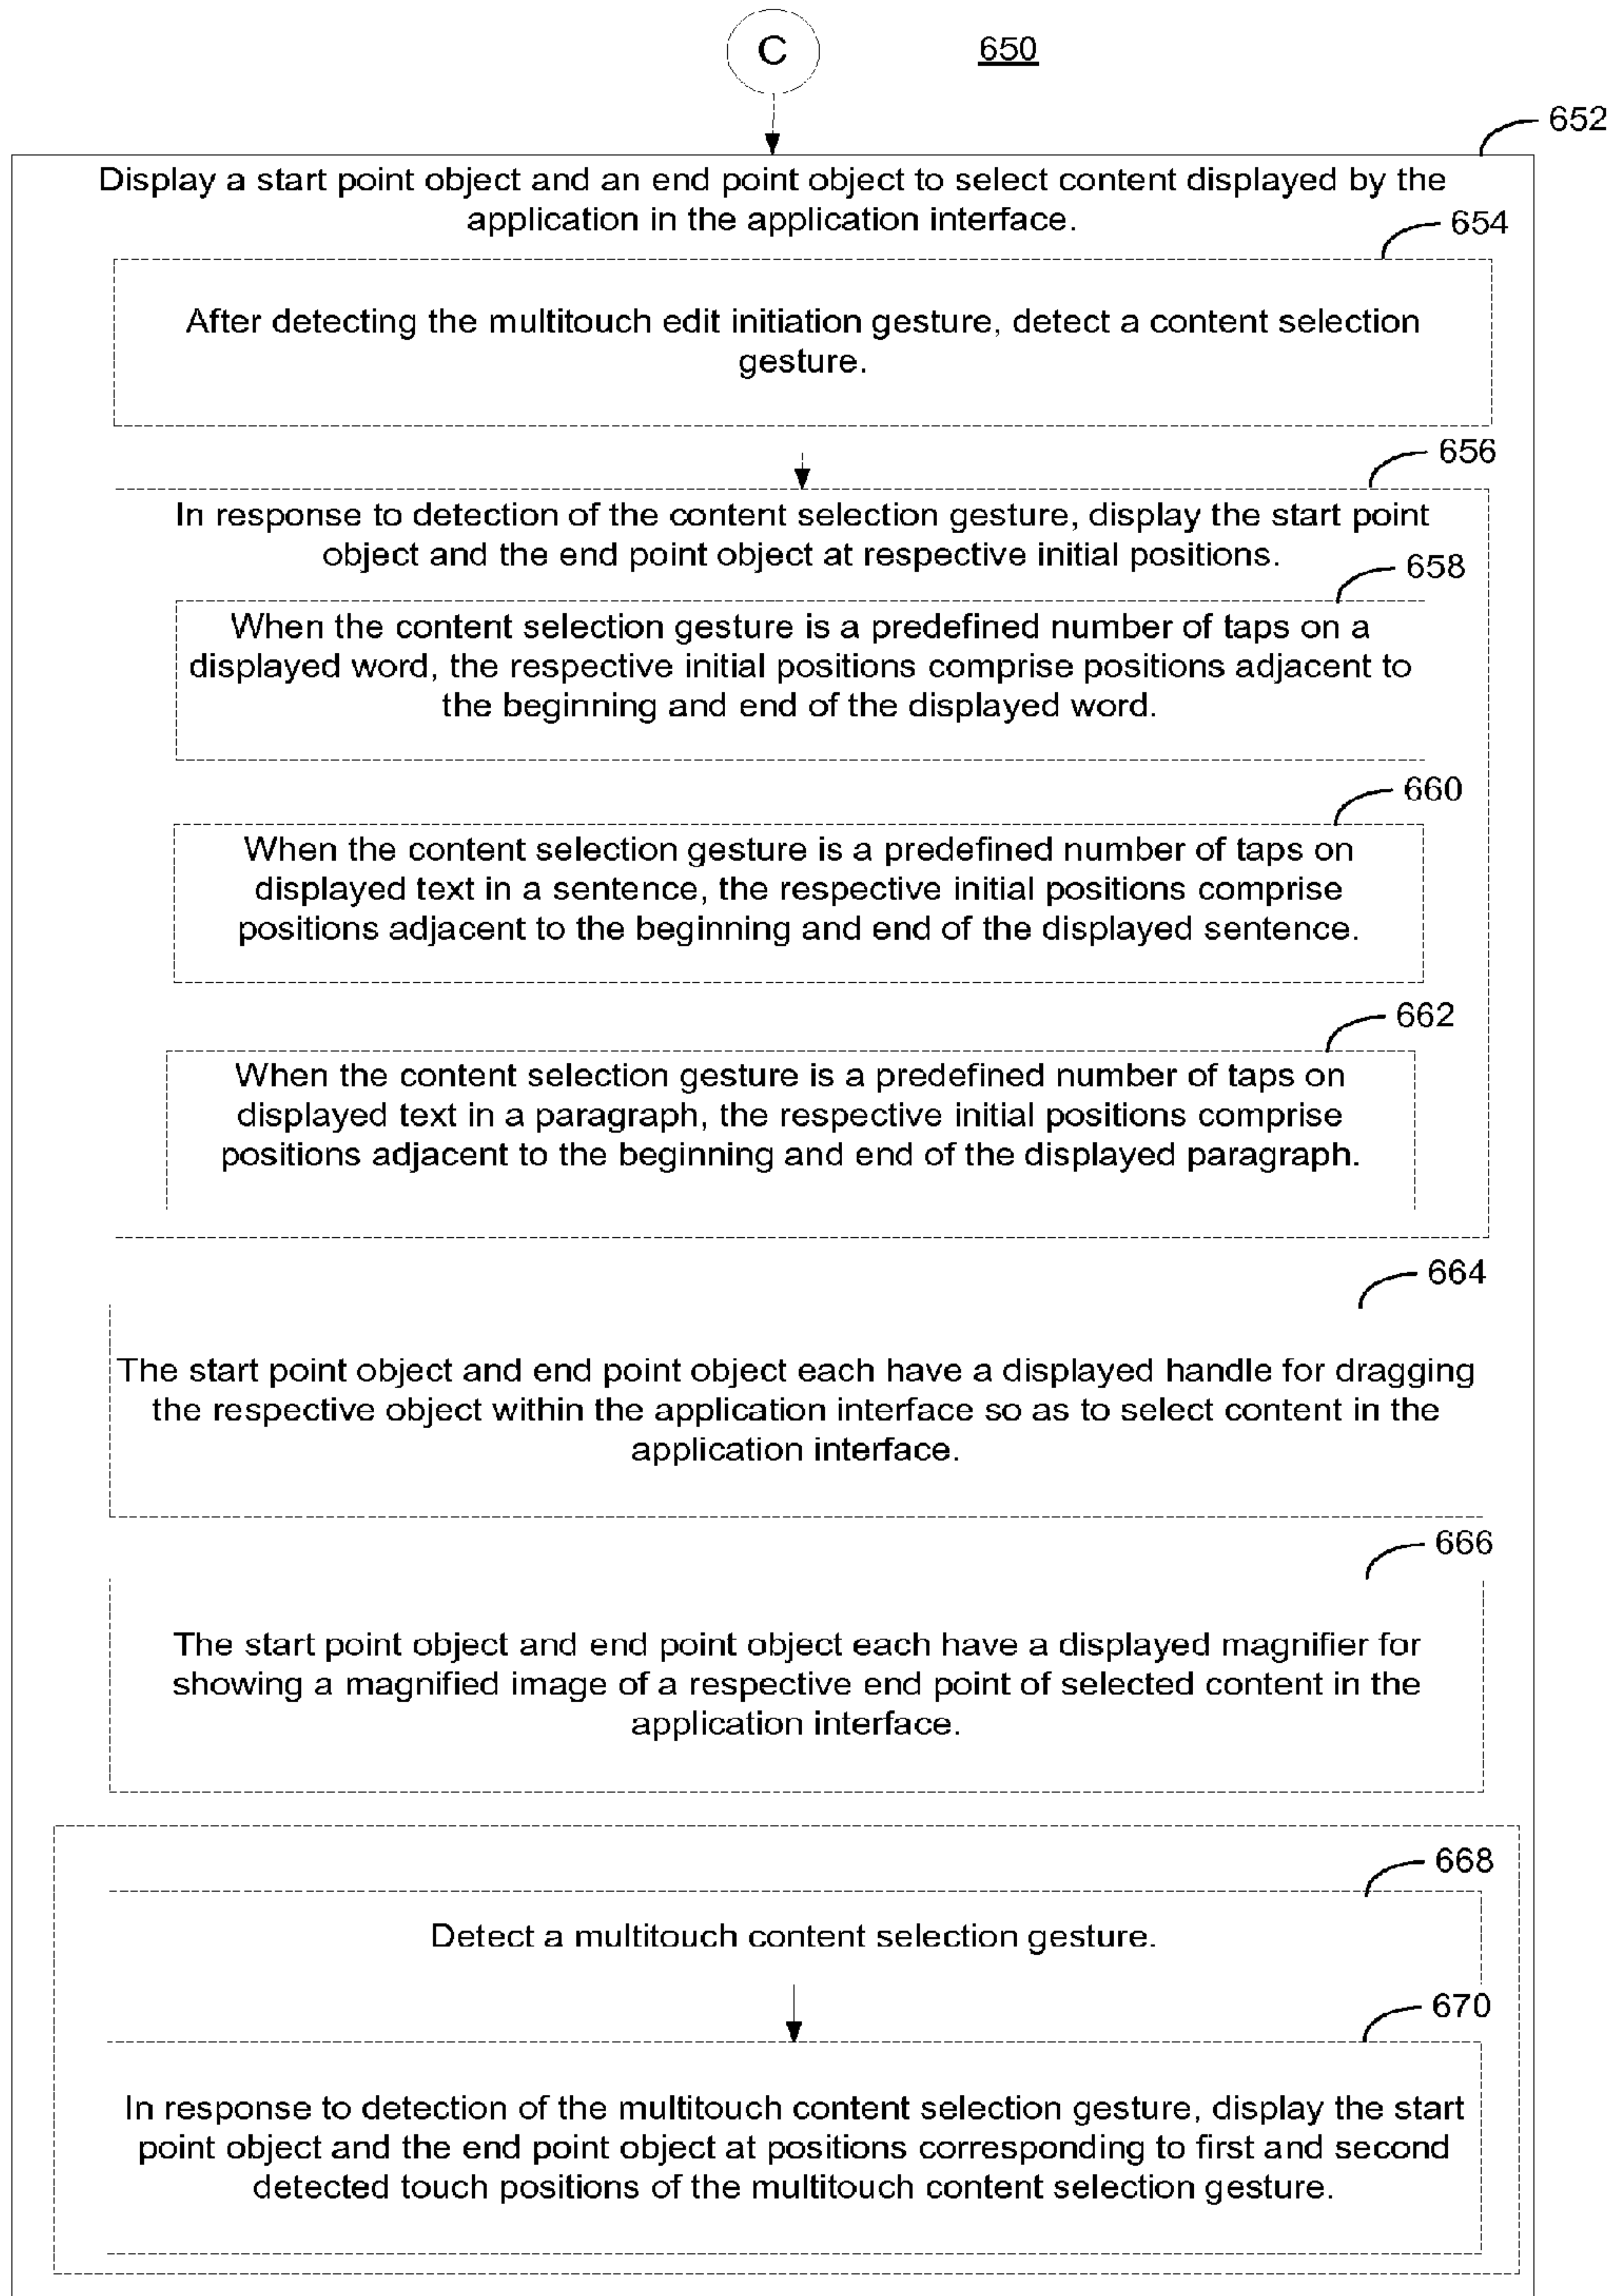 C
650
652
Display a start point object and an end point object to select content displayed by the
application in the application interface.
654
After detecting the multitouch edit initiation gesture, detect a content selection
gesture.
656
In response to detection of the content selection gesture, display the start point
object and the end point object at respective initial positions.
658
When the content selection gesture is a predefined number of taps on a
displayed word, the respective initial positions comprise positions adjacent to
the beginning and end of the displayed word.
660
When the content selection gesture is a predefined number of taps on
displayed text in a sentence, the respective initial positions comprise
positions adjacent to the beginning and end of the displayed sentence.
662
When the content selection gesture is a predefined number of taps on
displayed text in a paragraph, the respective initial positions comprise
positions adjacent to the beginning and end of the displayed paragraph.
664
The start point object and end point object each have a displayed handle for dragging
the respective object within the application interface so as to select content in the
application interface.
666
The start point object and end point object each have a displayed magnifier for
showing a magnified image of a respective end point of selected content in the
application interface.
668
Detect a multitouch content selection gesture.
670
In response to detection of the multitouch content selection gesture, display the start
point object and the end point object at positions corresponding to first and second
detected touch positions of the multitouch content selection gesture.